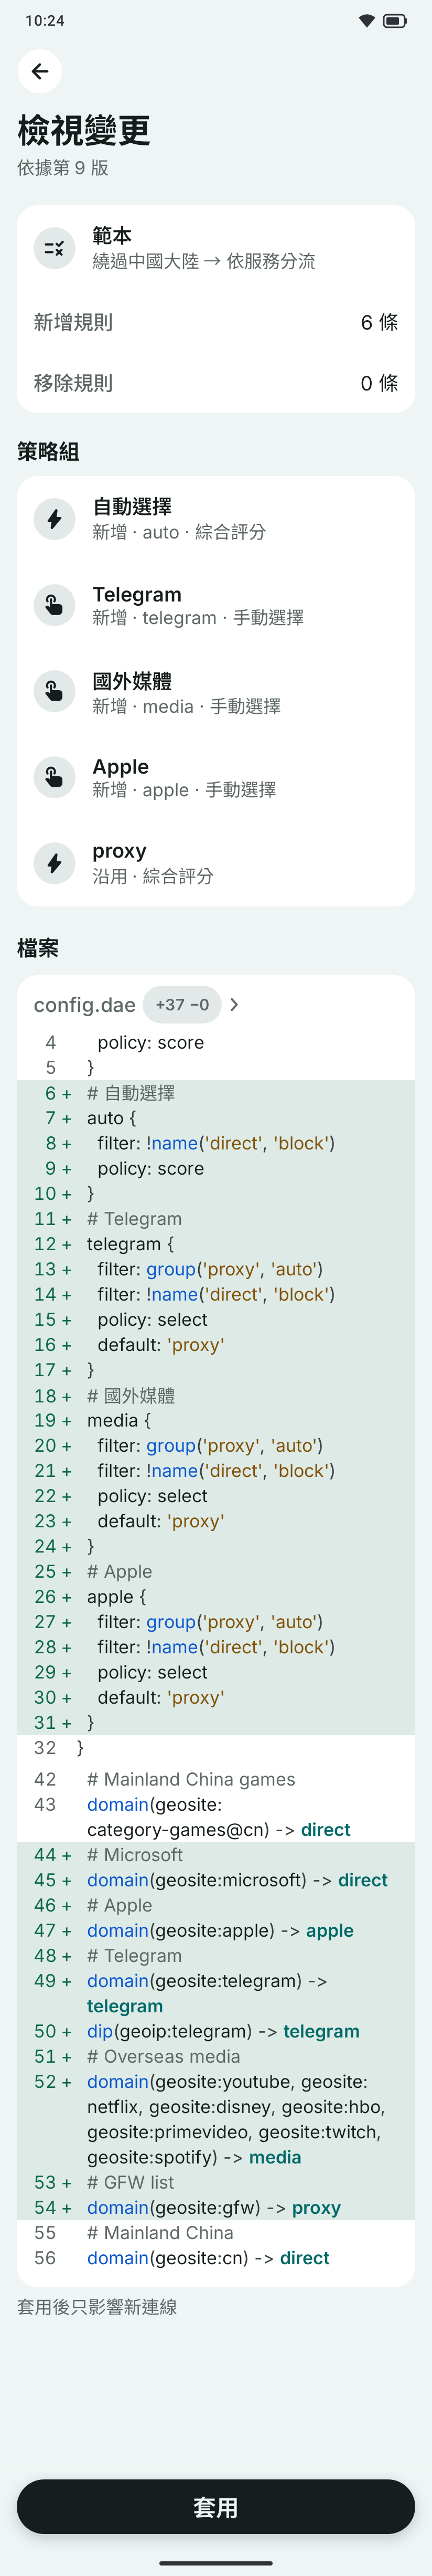 10:24
檢視變更
依據第 9 版
範本
繞過中國大陸 → 依服務分流
新增規則 6 條
移除規則 0 條
策略組
自動選擇
新增 · auto · 綜合評分
Telegram
新增 · telegram · 手動選擇
國外媒體
新增 · media · 手動選擇
Apple
新增 · apple · 手動選擇
proxy
沿用 · 綜合評分
檔案
config.dae +37 −0
4 policy: score
5 }
6 + # 自動選擇
7 + auto {
8 + filter: !name('direct', 'block')
9 + policy: score
10 + }
11 + # Telegram
12 + telegram {
13 + filter: group('proxy', 'auto')
14 + filter: !name('direct', 'block')
15 + policy: select
16 + default: 'proxy'
17 + }
18 + # 國外媒體
19 + media {
20 + filter: group('proxy', 'auto')
21 + filter: !name('direct', 'block')
22 + policy: select
23 + default: 'proxy'
24 + }
25 + # Apple
26 + apple {
27 + filter: group('proxy', 'auto')
28 + filter: !name('direct', 'block')
29 + policy: select
30 + default: 'proxy'
31 + }
32 }
42 # Mainland China games
43 domain(geosite:
category-games@cn) -> direct
44 + # Microsoft
45 + domain(geosite:microsoft) -> direct
46 + # Apple
47 + domain(geosite:apple) -> apple
48 + # Telegram
49 + domain(geosite:telegram) ->
telegram
50 + dip(geoip:telegram) -> telegram
51 + # Overseas media
52 + domain(geosite:youtube, geosite:
netflix, geosite:disney, geosite:hbo,
geosite:primevideo, geosite:twitch,
geosite:spotify) -> media
53 + # GFW list
54 + domain(geosite:gfw) -> proxy
55 # Mainland China
56 domain(geosite:cn) -> direct
套用後只影響新連線
套用